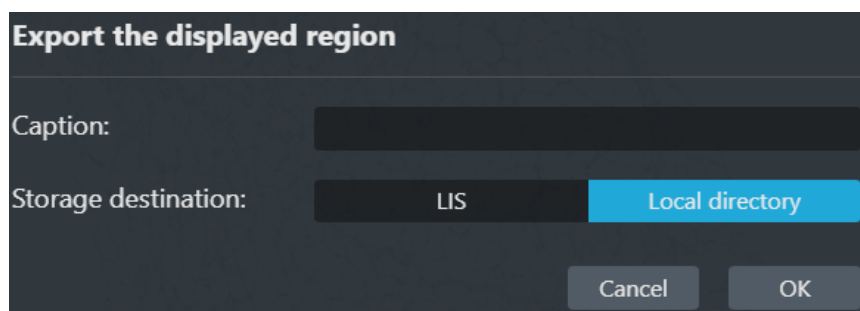 Export the displayed region
Caption:
Storage destination: LIS Local directory
Cancel OK